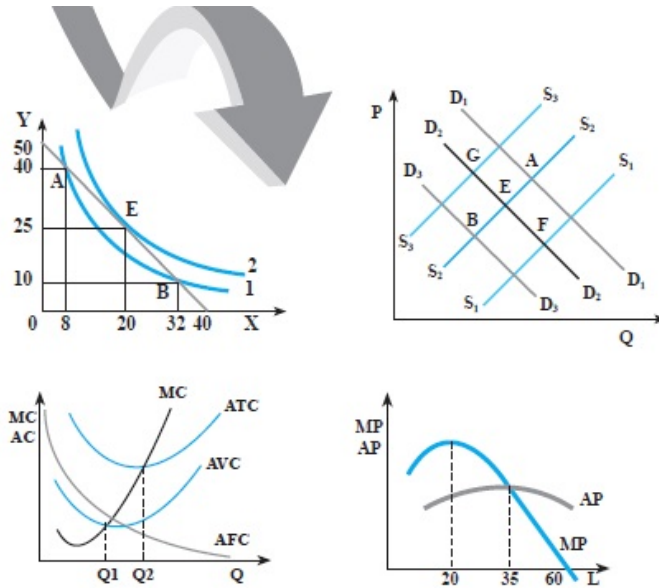 Y
50
40
A
E
25
2
10
B
1
0 8 20 32 40 X
P
D₁
S₃
D₂
S₂
G
A
S₁
D₃
E
B
F
S₃
S₂
D₁
S₁
D₃
D₂
Q
MC
AC
MC
ATC
AVC
AFC
Q1 Q2 Q
MP
AP
AP
MP
20 35 60 L